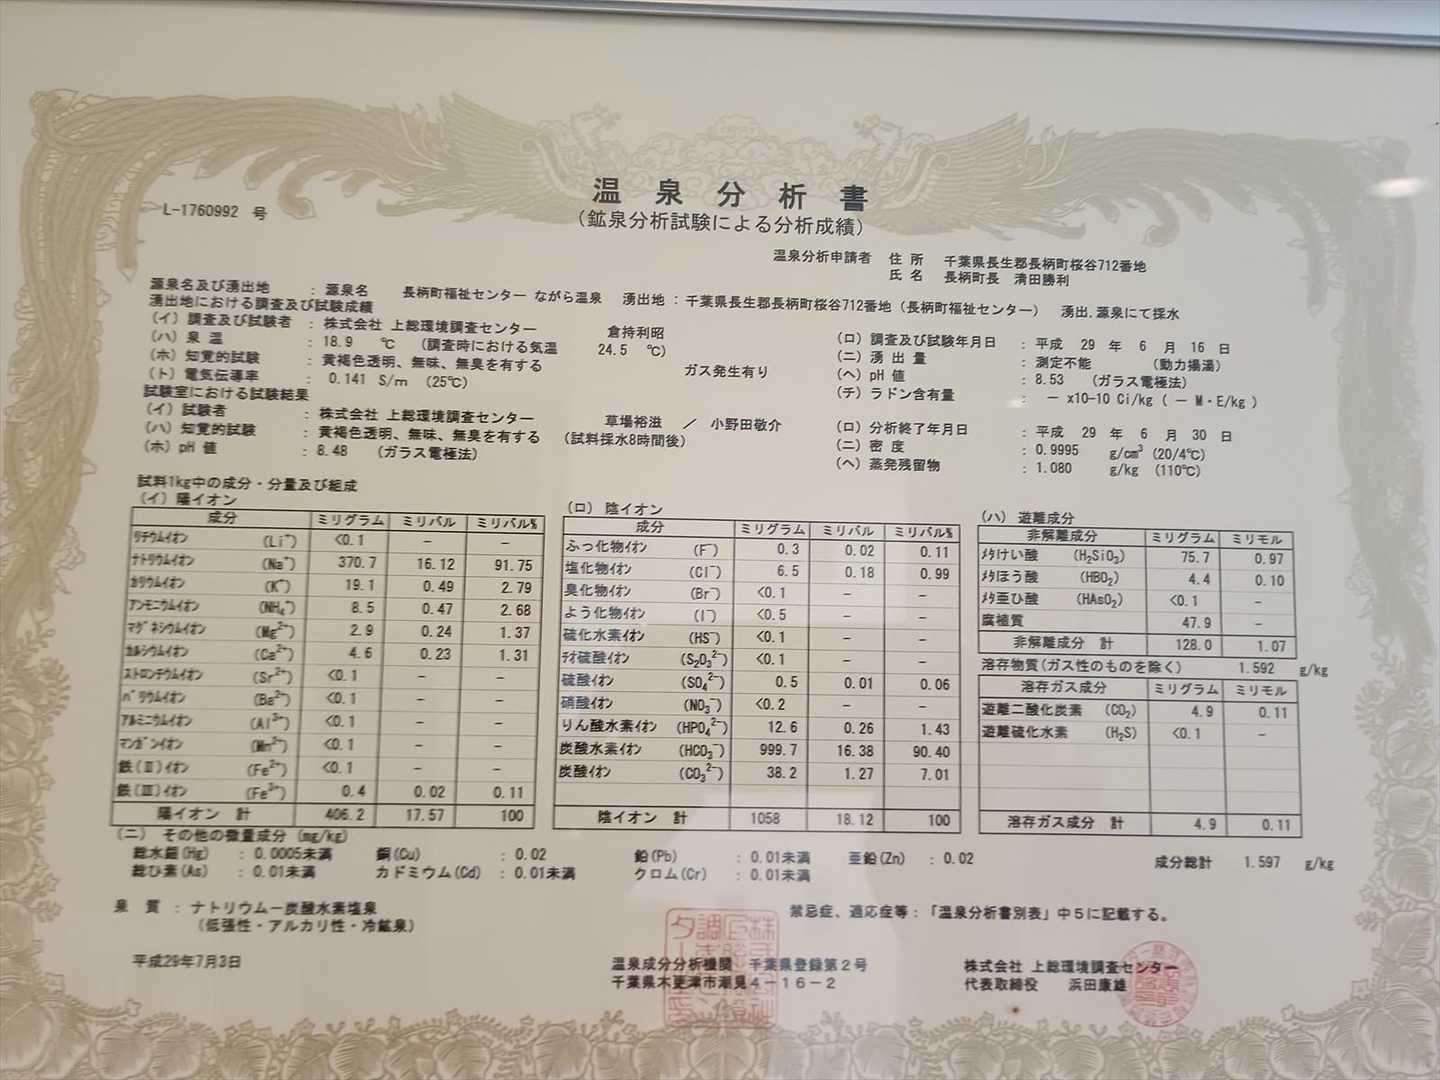 温泉分析書
L-1760992 号
(鉱泉分析試験による分析成績)
温泉分析申請者 住 所 千葉県長生郡長柄町桜谷712番地
氏 名 長柄町長 清田勝利
源泉名及び湧出地 : 源泉名 長柄町福祉センター ながら温泉 湧出地 : 千葉県長生郡長柄町桜谷712番地 (長柄町福祉センター) 湧出.源泉にて採水
湧出地における調査及び試験成績
(イ) 調査及び試験者 : 株式会社 上総環境調査センター 倉持利昭
(ロ) 調査及び試験年月日 : 平成 29 年 6 月 16 日
(ハ) 泉 温 : 18.9 ℃ (調査時における気温 24.5 ℃)
(ニ) 湧 出 量 : 測定不能 (動力揚湯)
(ホ) 知覚的試験 : 黄褐色透明、無味、無臭を有する ガス発生有り
(ヘ) pH 値 : 8.53 (ガラス電極法)
(ト) 電気伝導率 : 0.141 S/m (25℃)
(チ) ラドン含有量 : - x10-10 Ci/kg ( - M・E/kg )
試験室における試験結果
(イ) 試験者 : 株式会社 上総環境調査センター 草場裕滋 / 小野田敬介
(ロ) 分析終了年月日 : 平成 29 年 6 月 30 日
(ハ) 知覚的試験 : 黄褐色透明、無味、無臭を有する (試料採水8時間後)
(ニ) 密 度 : 0.9995 g/cm³ (20/4℃)
(ホ) pH 値 : 8.48 (ガラス電極法)
(ヘ) 蒸発残留物 : 1.080 g/kg (110℃)
試料1kg中の成分・分量及び組成
(イ) 陽イオン
成分 ミリグラム ミリバル ミリバル%
リチウムイオン (Li⁺) <0.1 - -
ナトリウムイオン (Na⁺) 370.7 16.12 91.75
カリウムイオン (K⁺) 19.1 0.49 2.79
アンモニウムイオン (NH₄⁺) 8.5 0.47 2.68
マグネシウムイオン (Mg²⁺) 2.9 0.24 1.37
カルシウムイオン (Ca²⁺) 4.6 0.23 1.31
ストロンチウムイオン (Sr²⁺) <0.1 - -
バリウムイオン (Ba²⁺) <0.1 - -
アルミニウムイオン (Al³⁺) <0.1 - -
マンガンイオン (Mn²⁺) <0.1 - -
鉄(Ⅱ)イオン (Fe²⁺) <0.1 - -
鉄(Ⅲ)イオン (Fe³⁺) 0.4 0.02 0.11
陽イオン 計 406.2 17.57 100
(ロ) 陰イオン
成分 ミリグラム ミリバル ミリバル%
ふっ化物イオン (F⁻) 0.3 0.02 0.11
塩化物イオン (Cl⁻) 6.5 0.18 0.99
臭化物イオン (Br⁻) <0.1 - -
よう化物イオン (I⁻) <0.5 - -
硫化水素イオン (HS⁻) <0.1 - -
チオ硫酸イオン (S₂O₃²⁻) <0.1 - -
硫酸イオン (SO₄²⁻) 0.5 0.01 0.06
硝酸イオン (NO₃⁻) <0.2 - -
りん酸水素イオン (HPO₄²⁻) 12.6 0.26 1.43
炭酸水素イオン (HCO₃⁻) 999.7 16.38 90.40
炭酸イオン (CO₃²⁻) 38.2 1.27 7.01
陰イオン 計 1058 18.12 100
(ハ) 遊離成分
非解離成分 ミリグラム ミリモル
メタけい酸 (H₂SiO₃) 75.7 0.97
メタほう酸 (HBO₂) 4.4 0.10
メタ亜ひ酸 (HAsO₂) <0.1 -
腐植質 47.9 -
非解離成分 計 128.0 1.07
溶存物質(ガス性のものを除く) 1.592 g/kg
溶存ガス成分 ミリグラム ミリモル
遊離二酸化炭素 (CO₂) 4.9 0.11
遊離硫化水素 (H₂S) <0.1 -
溶存ガス成分 計 4.9 0.11
(ニ) その他の微量成分 (mg/kg)
総水銀(Hg) : 0.0005未満 銅(Cu) : 0.02 鉛(Pb) : 0.01未満 亜鉛(Zn) : 0.02
総ひ素(As) : 0.01未満 カドミウム(Cd) : 0.01未満 クロム(Cr) : 0.01未満
成分総計 1.597 g/kg
泉 質 : ナトリウムー炭酸水素塩泉
(低張性・アルカリ性・冷鉱泉)
禁忌症、適応症等 : 「温泉分析書別表」中5に記載する。
平成29年7月3日
温泉成分分析機関 千葉県登録第2号
千葉県木更津市潮見4-16-2
株式会社 上総環境調査センター
代表取締役 浜田康雄